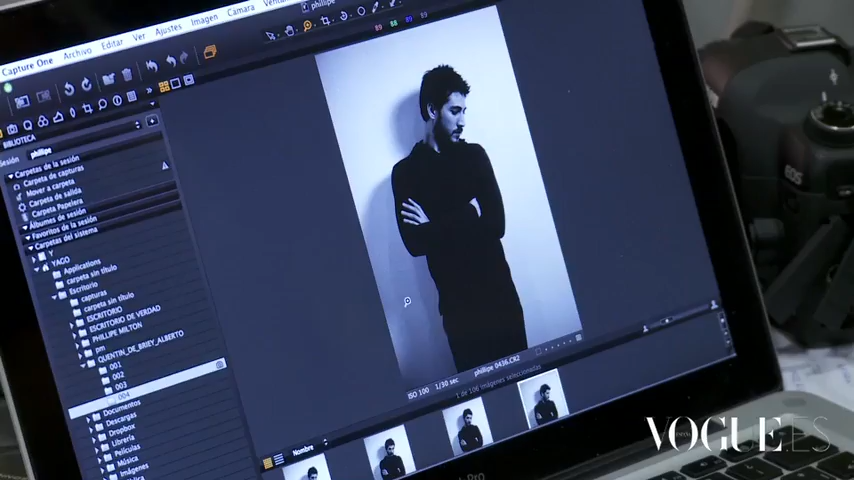 Capture One Archivo Editar Ver Ajustes Imagen Cámara
phillipe
BIBLIOTECA
Sesión phillipe
Carpetas de la sesión
Carpeta de capturas
Mover a carpeta
Carpeta de salida
Carpeta Papelera
Álbumes de sesión
Favoritos de la sesión
Carpetas del sistema
Y
YAGO
Applications
carpeta sin título
Escritorio
capturas
carpeta sin título
ESCRITORIO
ESCRITORIO DE VERDAD
PHILLIPE MILTON
pm
QUENTIN_DE_BRIEY_ALBERTO
001
002
003
004
Documentos
Descargas
Dropbox
Librería
Películas
Música
Imágenes
ISO 100 1/30 sec phillipe 0436.CR2
1 de 106 imágenes seleccionadas
Nombre
EOS
VOGUE.ES